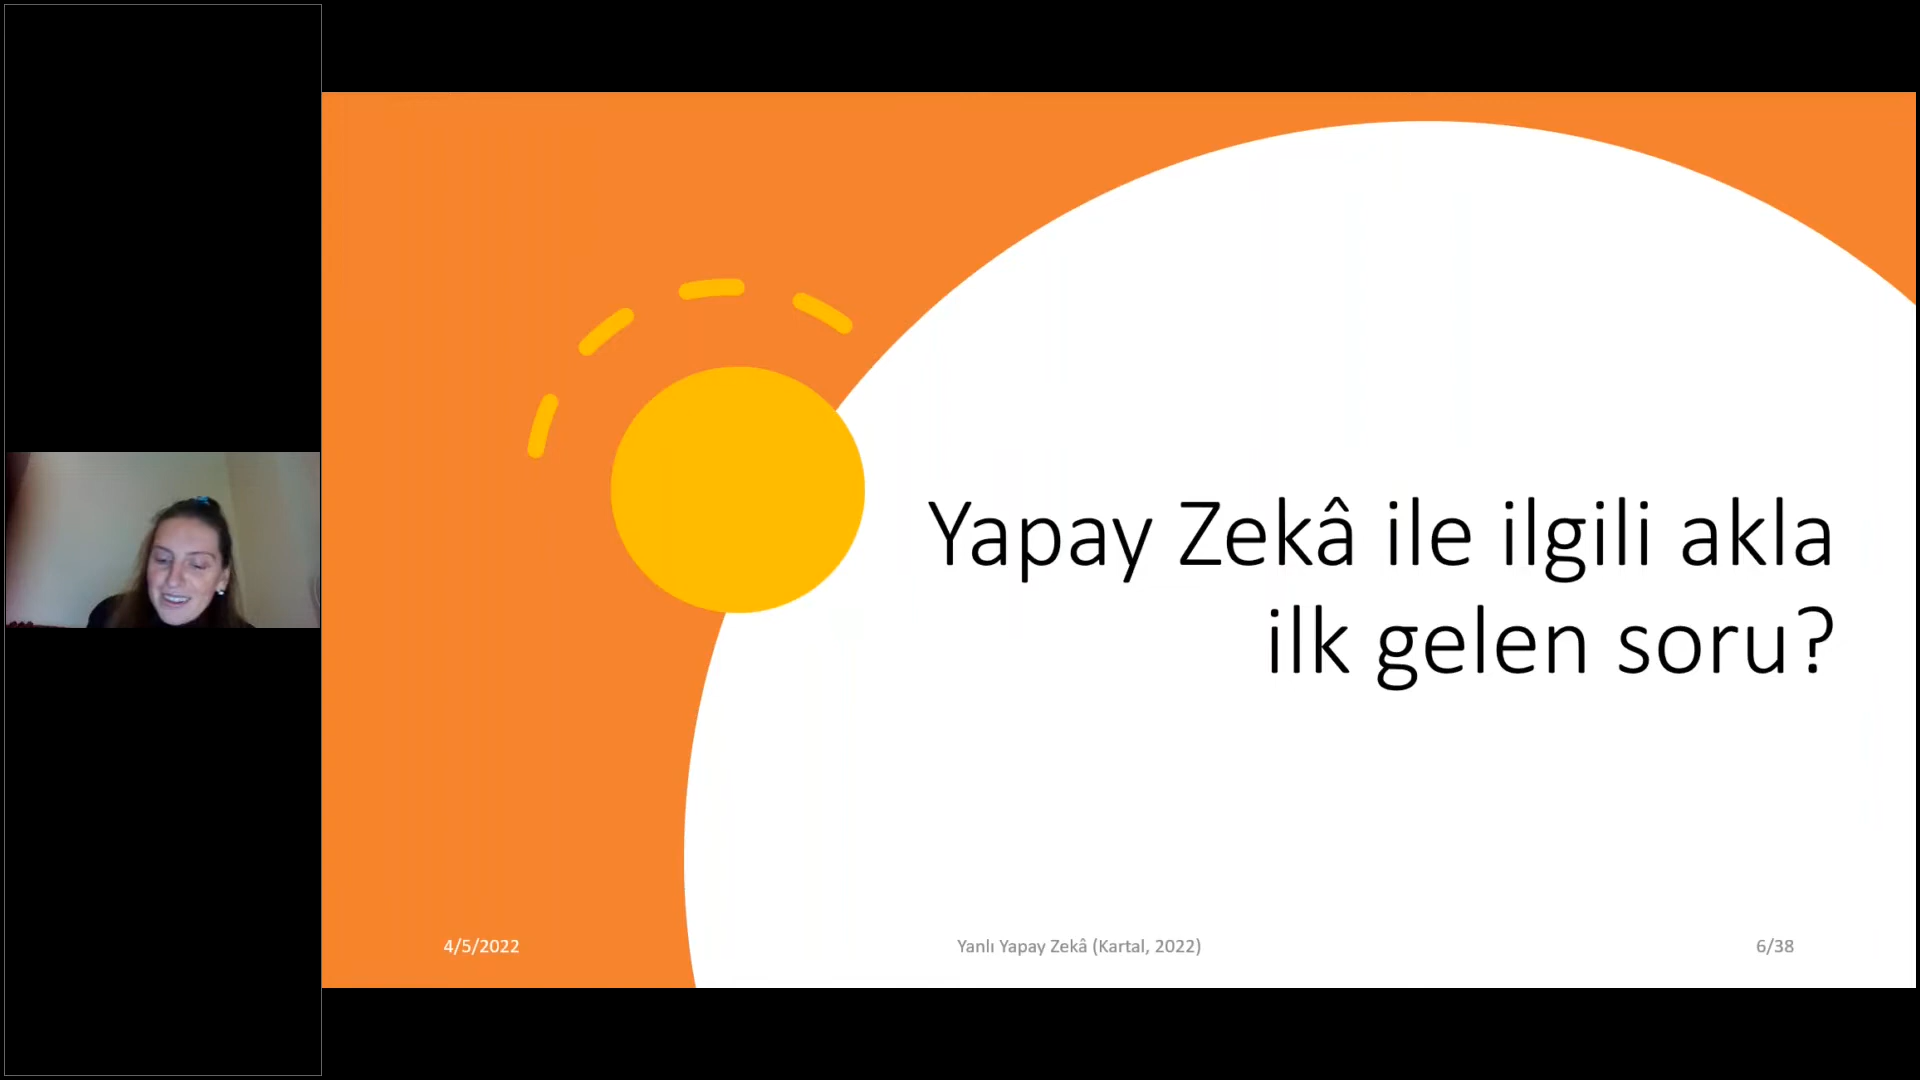 Yapay Zekâ ile ilgili akla
ilk gelen soru?
4/5/2022
Yanlı Yapay Zekâ (Kartal, 2022)
6/38